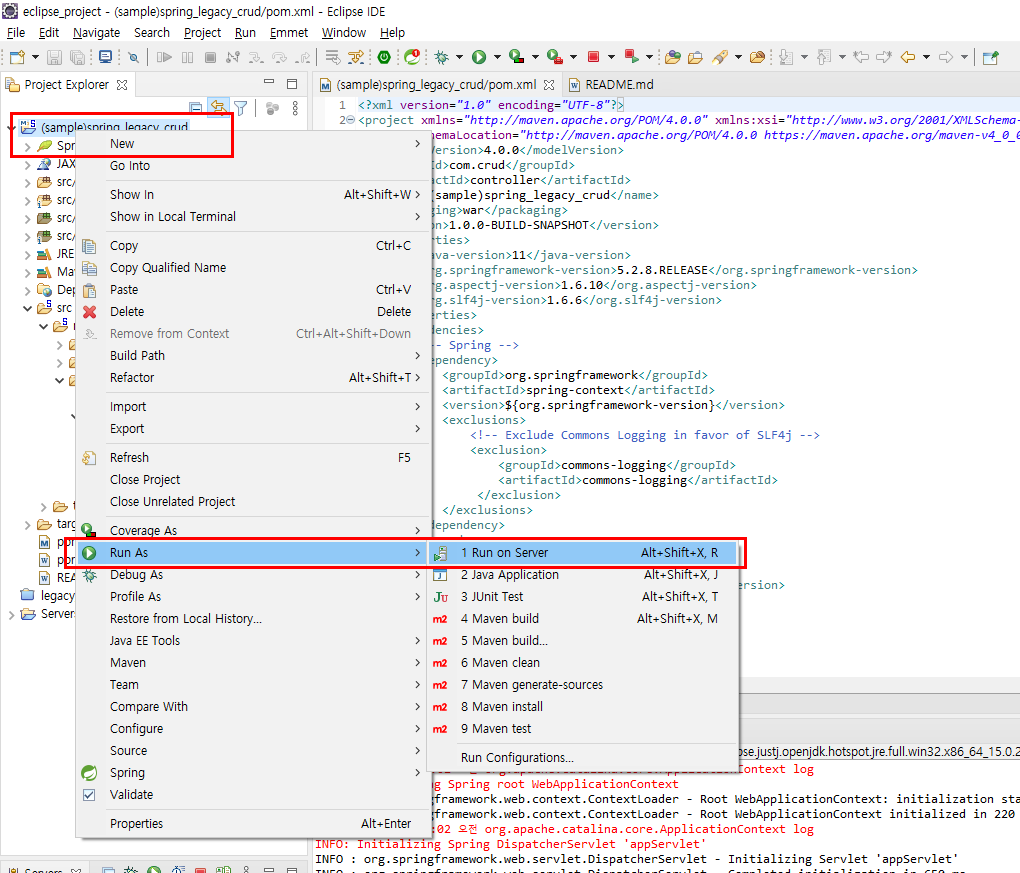 eclipse_project - (sample)spring_legacy_crud/pom.xml - Eclipse IDE
File Edit Navigate Search Project Run Emmet Window Help
Project Explorer
(sample)spring_legacy_crud/pom.xml README.md
(sample)spring_legacy_crud
Spr
JAX
src/
src/
src/
src/
JRE
Ma
Dep
src
targ
REA
legacy
Server
New
Go Into
Show In Alt+Shift+W >
Show in Local Terminal >
Copy Ctrl+C
Copy Qualified Name
Paste Ctrl+V
Delete Delete
Remove from Context Ctrl+Alt+Shift+Down
Build Path >
Refactor Alt+Shift+T >
Import >
Export >
Refresh F5
Close Project
Close Unrelated Project
Coverage As >
Run As >
Debug As >
Profile As >
Restore from Local History...
Java EE Tools >
Maven >
Team >
Compare With >
Configure >
Source >
Spring >
Validate
Properties Alt+Enter
1 Run on Server Alt+Shift+X, R
2 Java Application Alt+Shift+X, J
3 JUnit Test Alt+Shift+X, T
4 Maven build Alt+Shift+X, M
5 Maven build...
6 Maven clean
7 Maven generate-sources
8 Maven install
9 Maven test
Run Configurations...
1 <?xml version="1.0" encoding="UTF-8"?>
2 <project xmlns="http://maven.apache.org/POM/4.0.0" xmlns:xsi="http://www.w3.org/2001/XMLSchema-
hemaLocation="http://maven.apache.org/POM/4.0.0 https://maven.apache.org/maven-v4_0_0
Version>4.0.0</modelVersion>
Id>com.crud</groupId>
actId>controller</artifactId>
(sample)spring_legacy_crud</name>
ging>war</packaging>
on>1.0.0-BUILD-SNAPSHOT</version>
rties>
ava-version>11</java-version>
rg.springframework-version>5.2.8.RELEASE</org.springframework-version>
rg.aspectj-version>1.6.10</org.aspectj-version>
rg.slf4j-version>1.6.6</org.slf4j-version>
erties>
dencies>
-- Spring -->
ependency>
<groupId>org.springframework</groupId>
<artifactId>spring-context</artifactId>
<version>${org.springframework-version}</version>
<exclusions>
<!-- Exclude Commons Logging in favor of SLF4j -->
<exclusion>
<groupId>commons-logging</groupId>
<artifactId>commons-logging</artifactId>
</exclusion>
</exclusions>
dependency>
ersion>
pse.justj.openjdk.hotspot.jre.full.win32.x86_64_15.0.2
org.apache.catalina.core.ApplicationContext log
ng Spring root WebApplicationContext
gframework.web.context.ContextLoader - Root WebApplicationContext: initialization sta
gframework.web.context.ContextLoader - Root WebApplicationContext initialized in 220
:02 오전 org.apache.catalina.core.ApplicationContext log
INFO: Initializing Spring DispatcherServlet 'appServlet'
INFO : org.springframework.web.servlet.DispatcherServlet - Initializing Servlet 'appServlet'